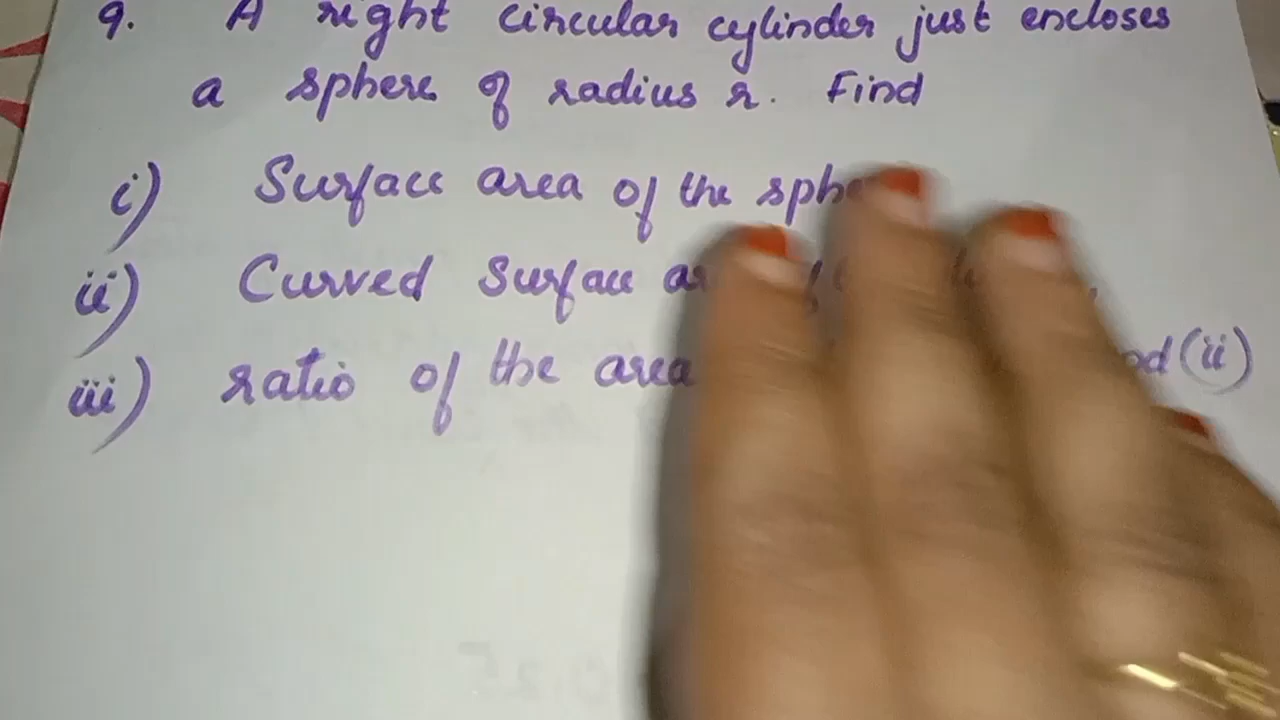 9. A right circular cylinder just encloses
a sphere of radius r. Find
i) Surface area of the sphe
ii) Curved Surface
iii) ratio of the area (ii)